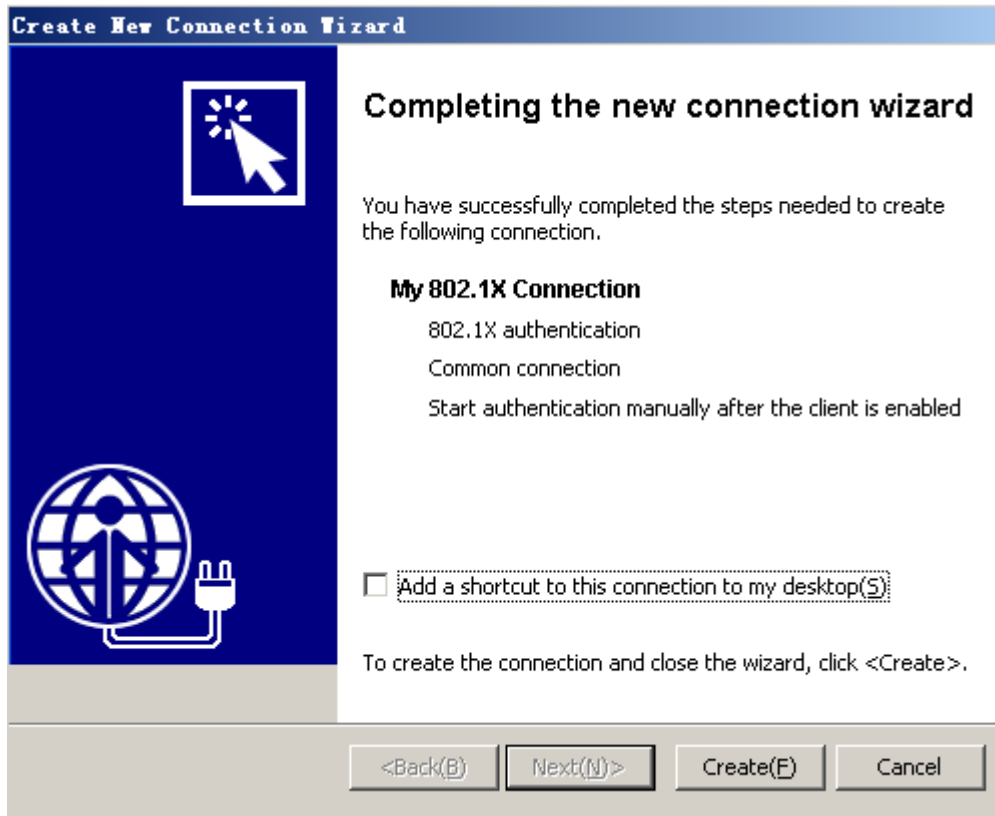 Create New Connection Wizard
Completing the new connection wizard
You have successfully completed the steps needed to create
the following connection.
My 802.1X Connection
802.1X authentication
Common connection
Start authentication manually after the client is enabled
Add a shortcut to this connection to my desktop(S)
To create the connection and close the wizard, click <Create>.
<Back(B) Next(N)> Create(F) Cancel